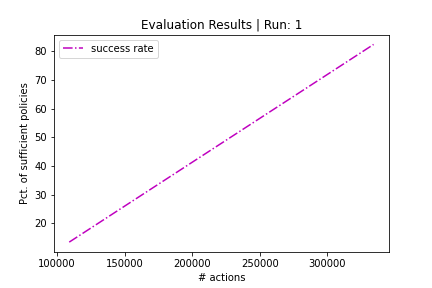 Evaluation Results | Run: 1
success rate
Pct. of sufficient policies
80
70
60
50
40
30
20
100000 150000 200000 250000 300000
# actions